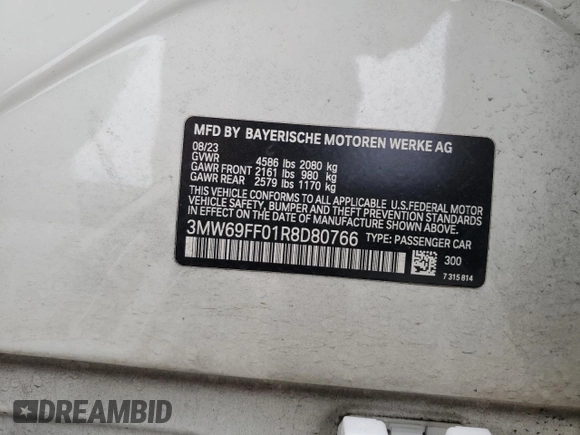 MFD BY BAYERISCHE MOTOREN WERKE AG
08/23
GVWR 4586 lbs 2080 kg
GAWR FRONT 2161 lbs 980 kg
GAWR REAR 2579 lbs 1170 kg
THIS VEHICLE CONFORMS TO ALL APPLICABLE U.S.FEDERAL MOTOR
VEHICLE SAFETY, BUMPER, AND THEFT PREVENTION STANDARDS
IN EFFECT ON THE DATE OF MANUFACTURE SHOWN ABOVE.
3MW69FF01R8D80766 TYPE: PASSENGER CAR
300
7 315 814
DREAMBID